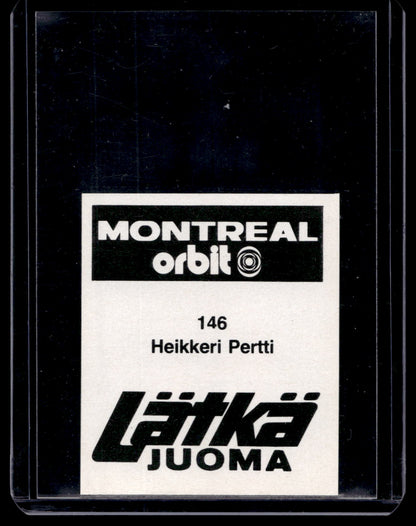 MONTREAL
orbit
146
Heikkeri Pertti
Lätkä
JUOMA